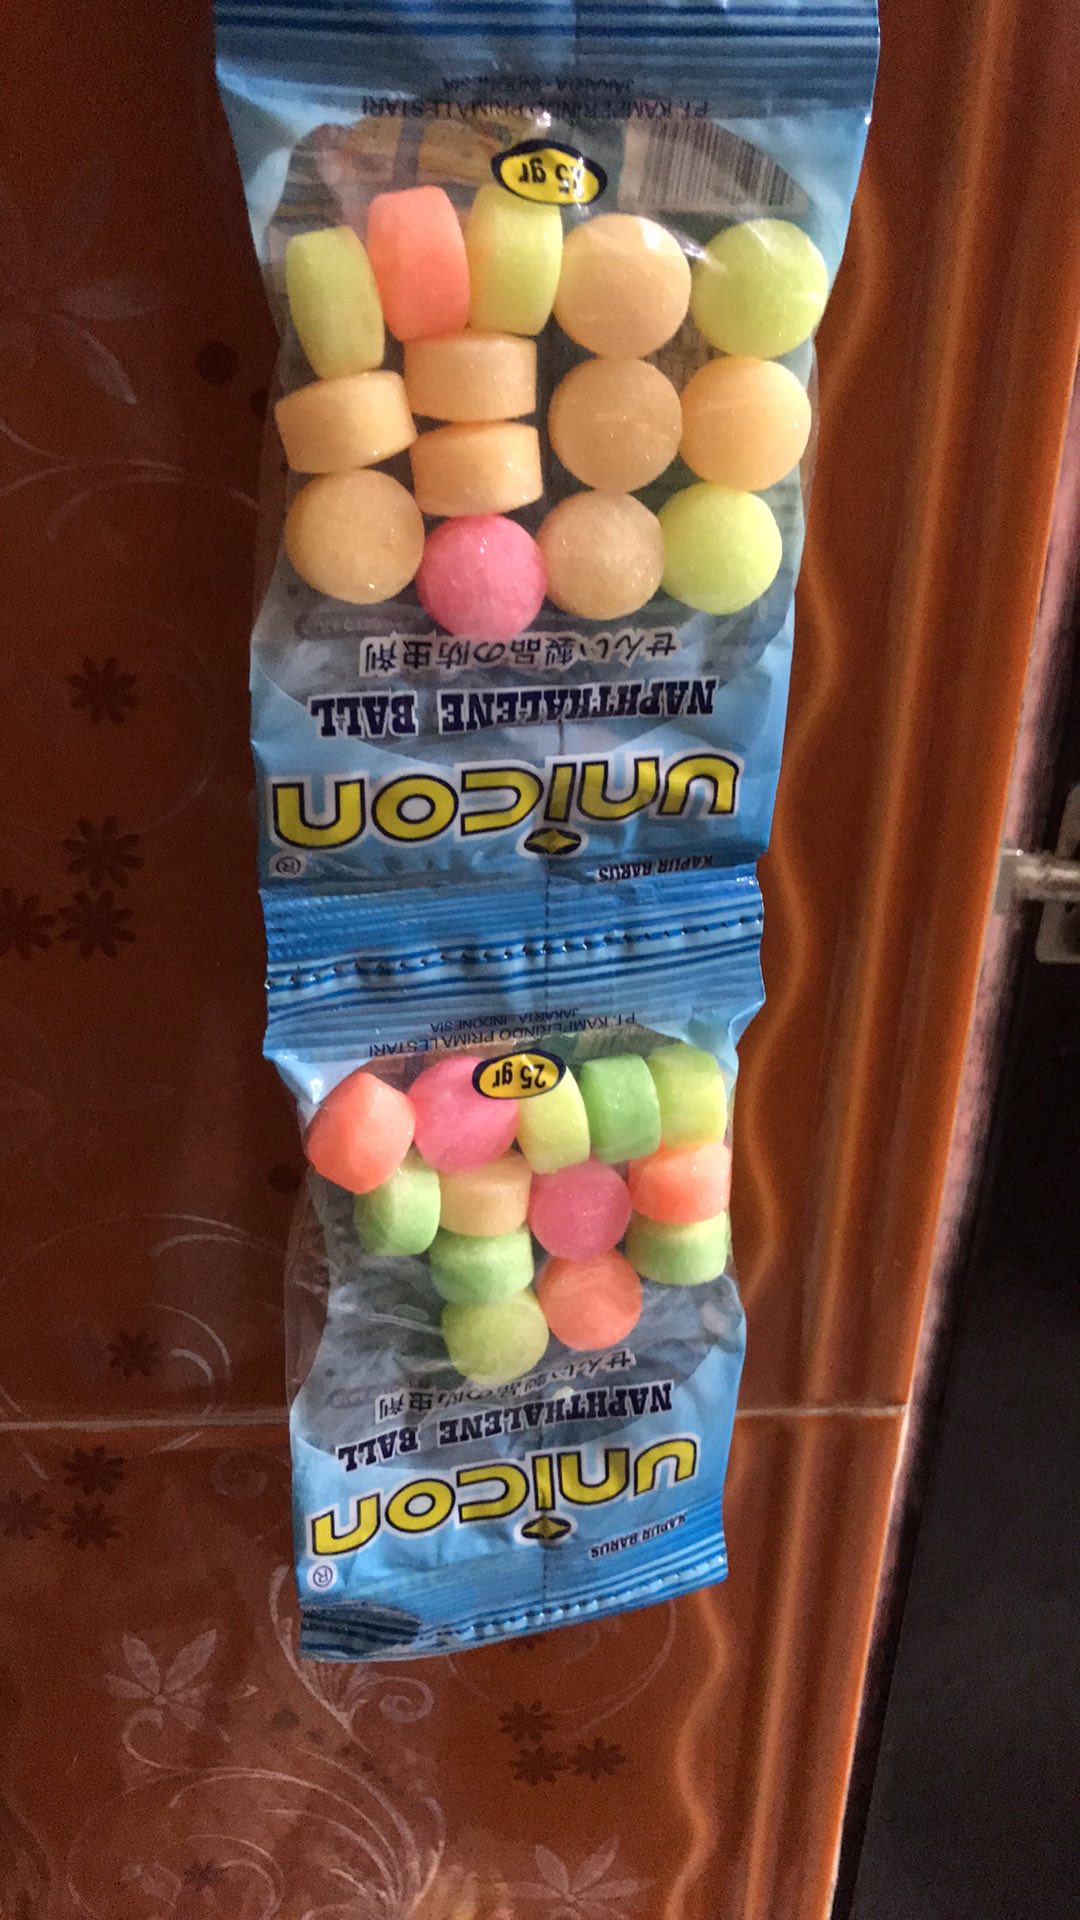 KAPUR BARUS
unicon®
NAPHTHALENE BALL
せんい製品の防虫剤
25 gr
PT. KAMPERINDO PRIMA LESTARI
JAKARTA - INDONESIA
KAPUR BARUS
unicon®
NAPHTHALENE BALL
せんい製品の防虫剤
25 gr
PT. KAMPERINDO PRIMA LESTARI
JAKARTA - INDONESIA